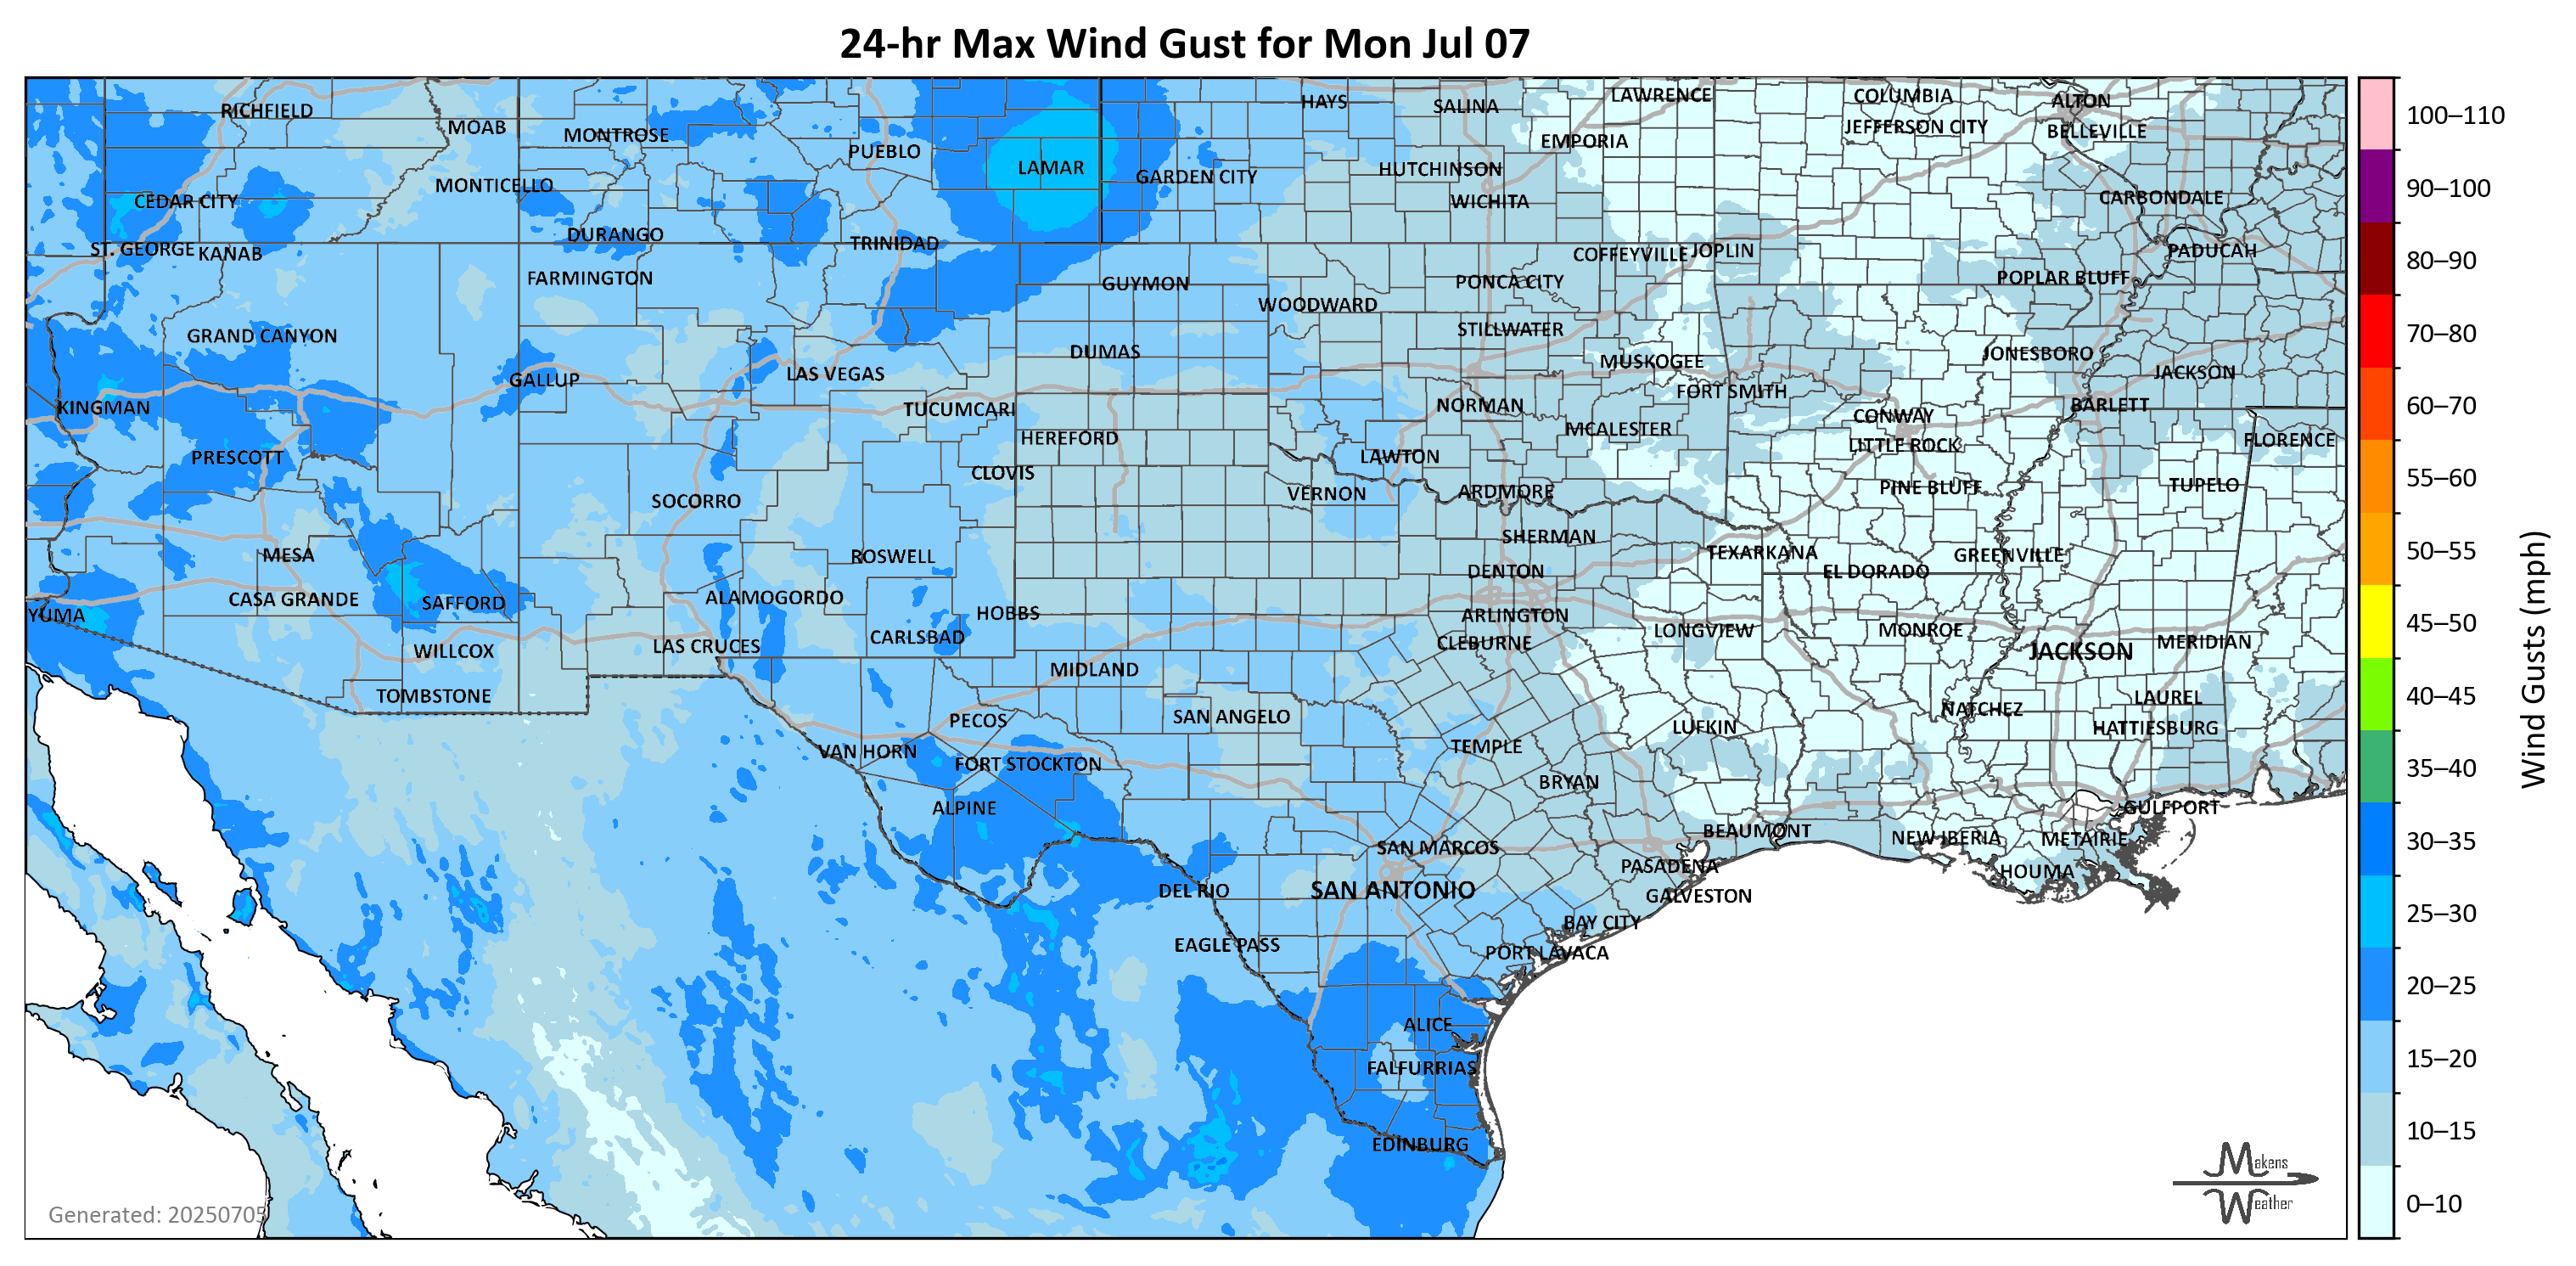 24-hr Max Wind Gust for Mon Jul 07
RICHFIELD
MOAB
MONTROSE
PUEBLO
LAMAR
GARDEN CITY
HAYS
SALINA
LAWRENCE
EMPORIA
COLUMBIA
JEFFERSON CITY
ALTON
BELLEVILLE
CEDAR CITY
MONTICELLO
HUTCHINSON
WICHITA
CARBONDALE
ST. GEORGE
KANAB
DURANGO
TRINIDAD
COFFEYVILLE
JOPLIN
PADUCAH
FARMINGTON
GUYMON
WOODWARD
PONCA CITY
POPLAR BLUFF
GRAND CANYON
DUMAS
STILLWATER
MUSKOGEE
JONESBORO
GALLUP
LAS VEGAS
FORT SMITH
JACKSON
KINGMAN
TUCUMCARI
NORMAN
MCALESTER
CONWAY
BARLETT
PRESCOTT
HEREFORD
CLOVIS
LAWTON
LITTLE ROCK
FLORENCE
SOCORRO
VERNON
ARDMORE
PINE BLUFF
TUPELO
MESA
ROSWELL
SHERMAN
DENTON
TEXARKANA
EL DORADO
GREENVILLE
YUMA
CASA GRANDE
SAFFORD
ALAMOGORDO
HOBBS
ARLINGTON
CLEBURNE
LONGVIEW
MONROE
JACKSON
MERIDIAN
WILLCOX
LAS CRUCES
CARLSBAD
MIDLAND
TOMBSTONE
PECOS
SAN ANGELO
LUFKIN
NATCHEZ
LAUREL
HATTIESBURG
VAN HORN
FORT STOCKTON
TEMPLE
BRYAN
ALPINE
BEAUMONT
NEW IBERIA
METAIRIE
GULFPORT
SAN MARCOS
PASADENA
HOUMA
DEL RIO
SAN ANTONIO
GALVESTON
BAY CITY
EAGLE PASS
PORT LAVACA
ALICE
FALFURRIAS
EDINBURG
Generated: 20250705
Makens
Weather
100–110
90–100
80–90
70–80
60–70
55–60
50–55
45–50
40–45
35–40
30–35
25–30
20–25
15–20
10–15
0–10
Wind Gusts (mph)